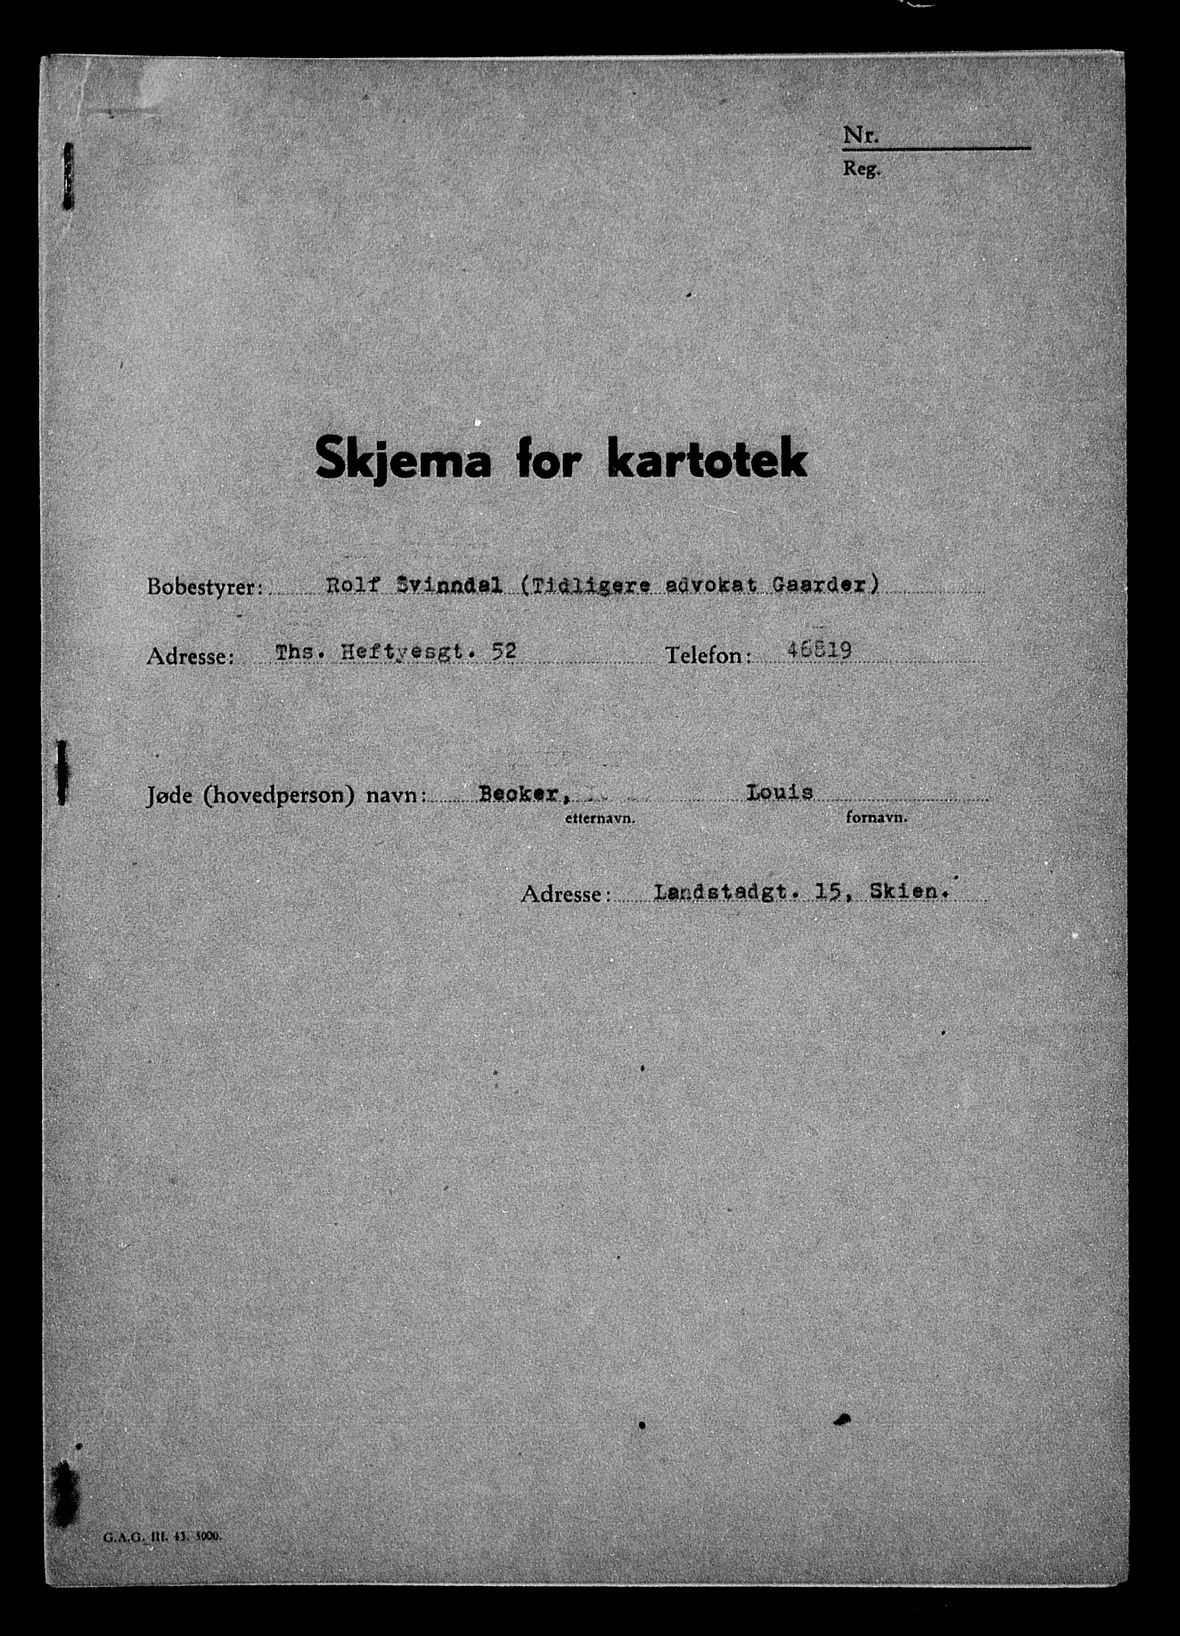 Nr.
Reg.
Skjema for kartotek
Bobestyrer: Rolf Svinndal (Tidligere advokat Gaarder)
Adresse: Ths. Heftyesgt. 52 Telefon: 46819
Jøde (hovedperson) navn: Becker, Louis
etternavn. fornavn.
Adresse: Landstadgt. 15, Skien.
G.A.G. III. 43. 3000.